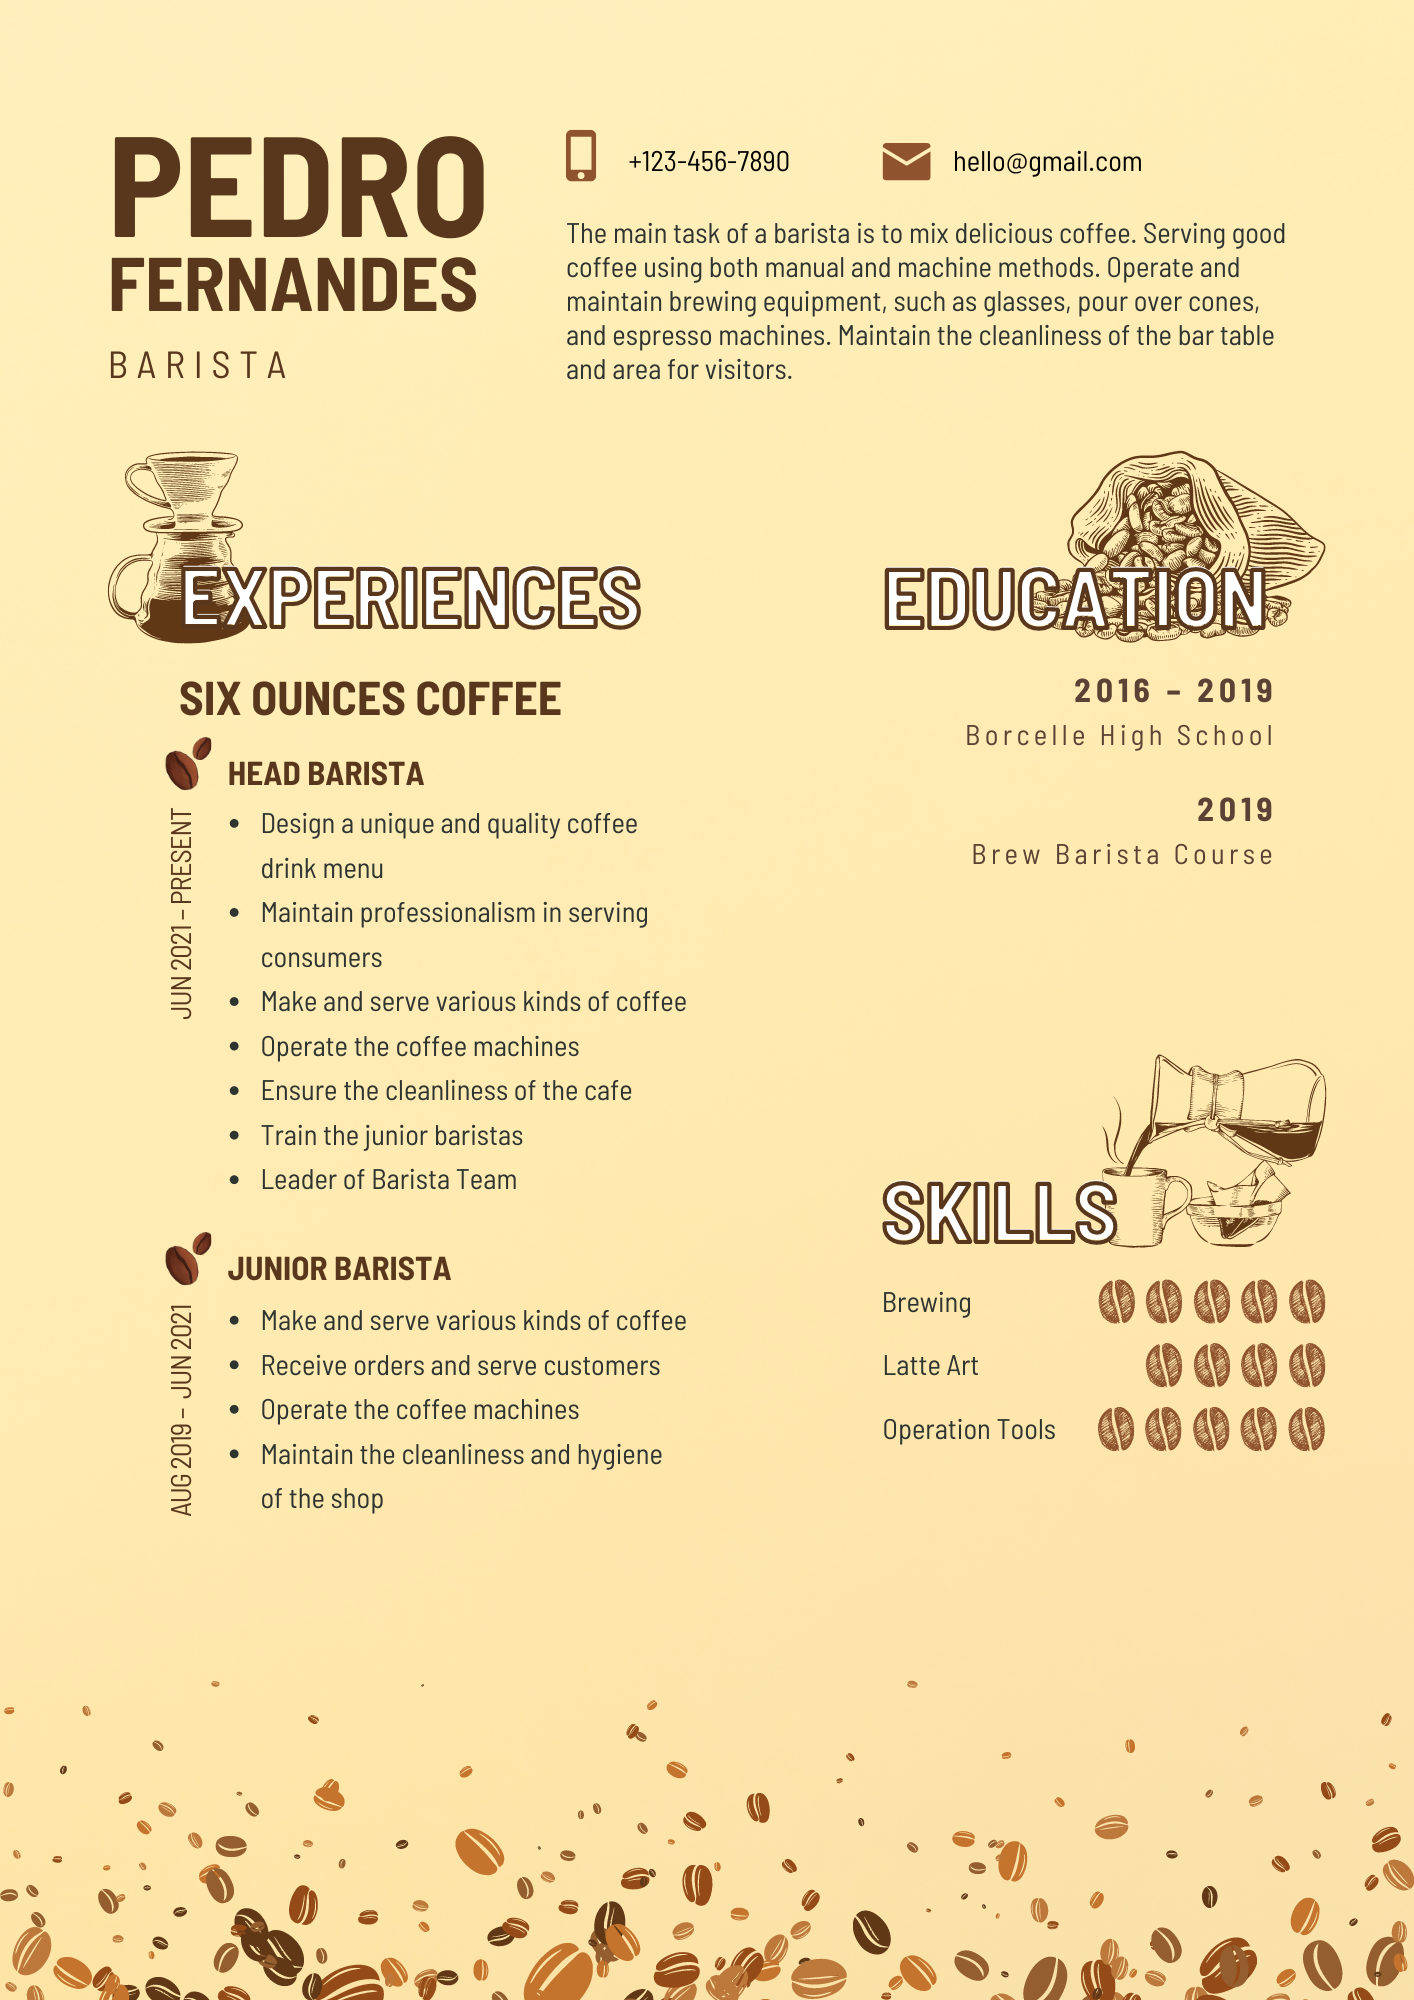 PEDRO
FERNANDES
BARISTA
+123-456-7890
hello@gmail.com
The main task of a barista is to mix delicious coffee. Serving good
coffee using both manual and machine methods. Operate and
maintain brewing equipment, such as glasses, pour over cones,
and espresso machines. Maintain the cleanliness of the bar table
and area for visitors.
EXPERIENCES
SIX OUNCES COFFEE
HEAD BARISTA
JUN 2021 – PRESENT
• Design a unique and quality coffee
drink menu
• Maintain professionalism in serving
consumers
• Make and serve various kinds of coffee
• Operate the coffee machines
• Ensure the cleanliness of the cafe
• Train the junior baristas
• Leader of Barista Team
JUNIOR BARISTA
AUG 2019 – JUN 2021
• Make and serve various kinds of coffee
• Receive orders and serve customers
• Operate the coffee machines
• Maintain the cleanliness and hygiene
of the shop
EDUCATION
2016 – 2019
Borcelle High School
2019
Brew Barista Course
SKILLS
Brewing
Latte Art
Operation Tools